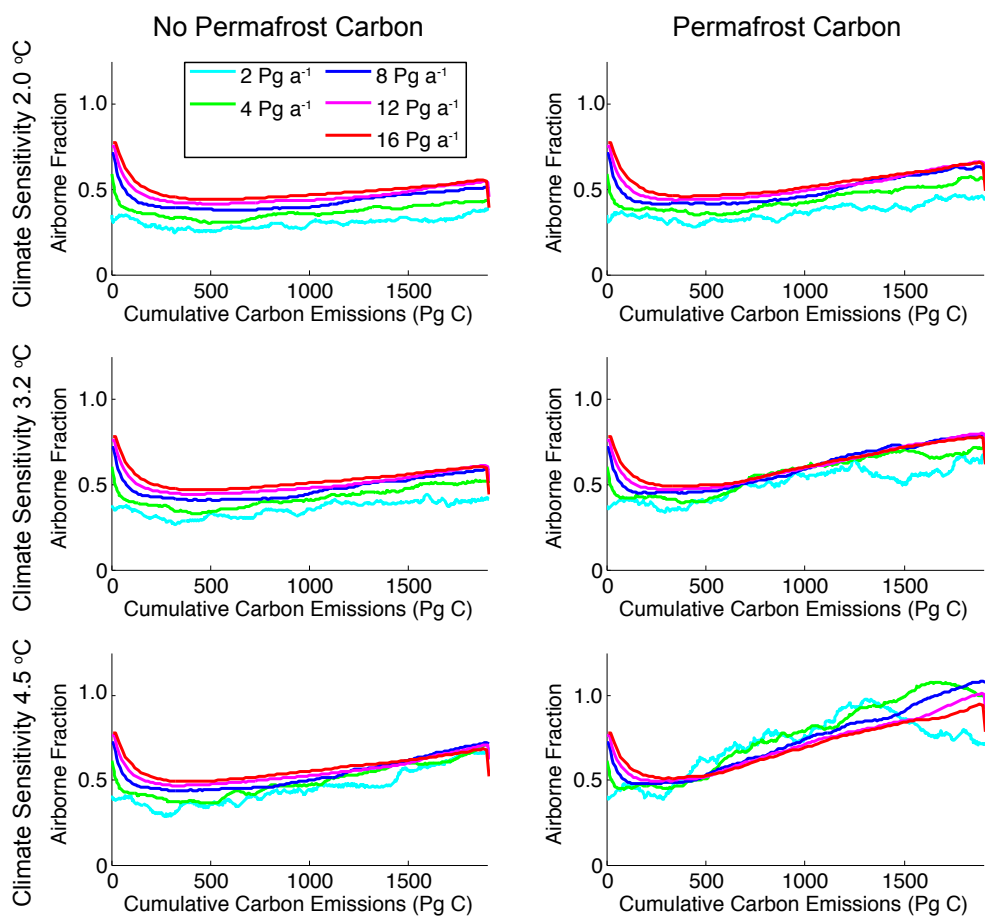 No Permafrost Carbon
Permafrost Carbon
Climate Sensitivity 2.0 ºC
Airborne Fraction
1.0
0.5
0
2 Pg a⁻¹
8 Pg a⁻¹
4 Pg a⁻¹
12 Pg a⁻¹
16 Pg a⁻¹
0 500 1000 1500
Cumulative Carbon Emissions (Pg C)
Airborne Fraction
1.0
0.5
0
0 500 1000 1500
Cumulative Carbon Emissions (Pg C)
Climate Sensitivity 3.2 ºC
Airborne Fraction
1.0
0.5
0
0 500 1000 1500
Cumulative Carbon Emissions (Pg C)
Airborne Fraction
1.0
0.5
0
0 500 1000 1500
Cumulative Carbon Emissions (Pg C)
Climate Sensitivity 4.5 ºC
Airborne Fraction
1.0
0.5
0
0 500 1000 1500
Cumulative Carbon Emissions (Pg C)
Airborne Fraction
1.0
0.5
0
0 500 1000 1500
Cumulative Carbon Emissions (Pg C)